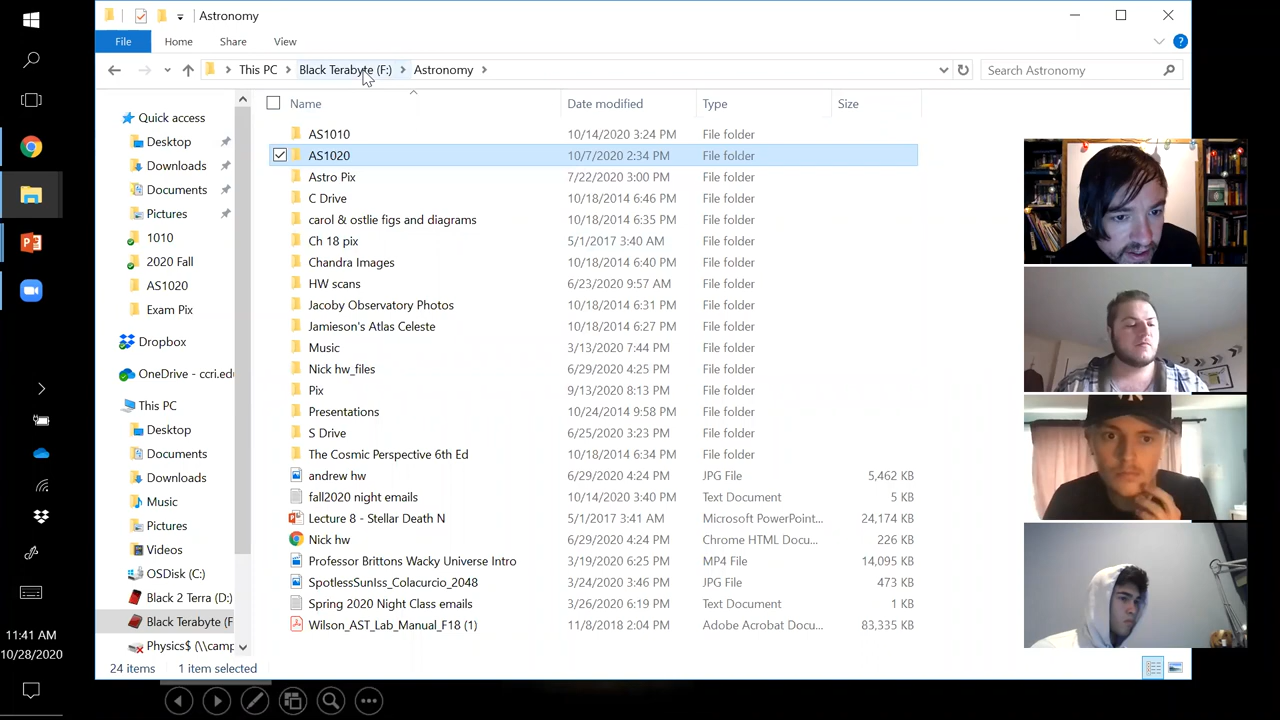 Astronomy
File Home Share View
This PC Black Terabyte (F:) Astronomy Search Astronomy
Name Date modified Type Size
Quick access
Desktop
Downloads
Documents
Pictures
1010
2020 Fall
AS1020
Exam Pix
Dropbox
OneDrive - ccri.edu
This PC
Desktop
Documents
Downloads
Music
Pictures
Videos
OSDisk (C:)
Black 2 Terra (D:)
Black Terabyte (F
Physics$ (\\camp
AS1010 10/14/2020 3:24 PM File folder
AS1020 10/7/2020 2:34 PM File folder
Astro Pix 7/22/2020 3:00 PM File folder
C Drive 10/18/2014 6:46 PM File folder
carol & ostlie figs and diagrams 10/18/2014 6:35 PM File folder
Ch 18 pix 5/1/2017 3:40 AM File folder
Chandra Images 10/18/2014 6:40 PM File folder
HW scans 6/23/2020 9:57 AM File folder
Jacoby Observatory Photos 10/18/2014 6:31 PM File folder
Jamieson's Atlas Celeste 10/18/2014 6:27 PM File folder
Music 3/13/2020 7:44 PM File folder
Nick hw_files 6/29/2020 4:25 PM File folder
Pix 9/13/2020 8:13 PM File folder
Presentations 10/24/2014 9:58 PM File folder
S Drive 6/25/2020 3:23 PM File folder
The Cosmic Perspective 6th Ed 10/18/2014 6:34 PM File folder
andrew hw 6/29/2020 4:24 PM JPG File 5,462 KB
fall2020 night emails 10/14/2020 3:40 PM Text Document 5 KB
Lecture 8 - Stellar Death N 5/1/2017 3:41 AM Microsoft PowerPoint... 24,174 KB
Nick hw 6/29/2020 4:24 PM Chrome HTML Docu... 226 KB
Professor Brittons Wacky Universe Intro 3/19/2020 6:25 PM MP4 File 14,095 KB
SpotlessSunIss_Colacurcio_2048 3/24/2020 3:46 PM JPG File 473 KB
Spring 2020 Night Class emails 3/26/2020 6:19 PM Text Document 1 KB
Wilson_AST_Lab_Manual_F18 (1) 11/8/2018 2:04 PM Adobe Acrobat Docu... 83,335 KB
24 items 1 item selected
11:41 AM
10/28/2020